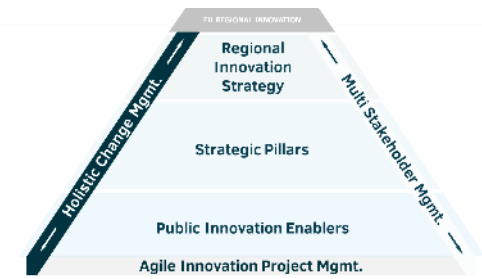 EU REGIONAL INNOVATION
Regional
Innovation
Strategy
Holistic Change Mgmt.
Multi Stakeholder Mgmt.
Strategic Pillars
Public Innovation Enablers
Agile Innovation Project Mgmt.